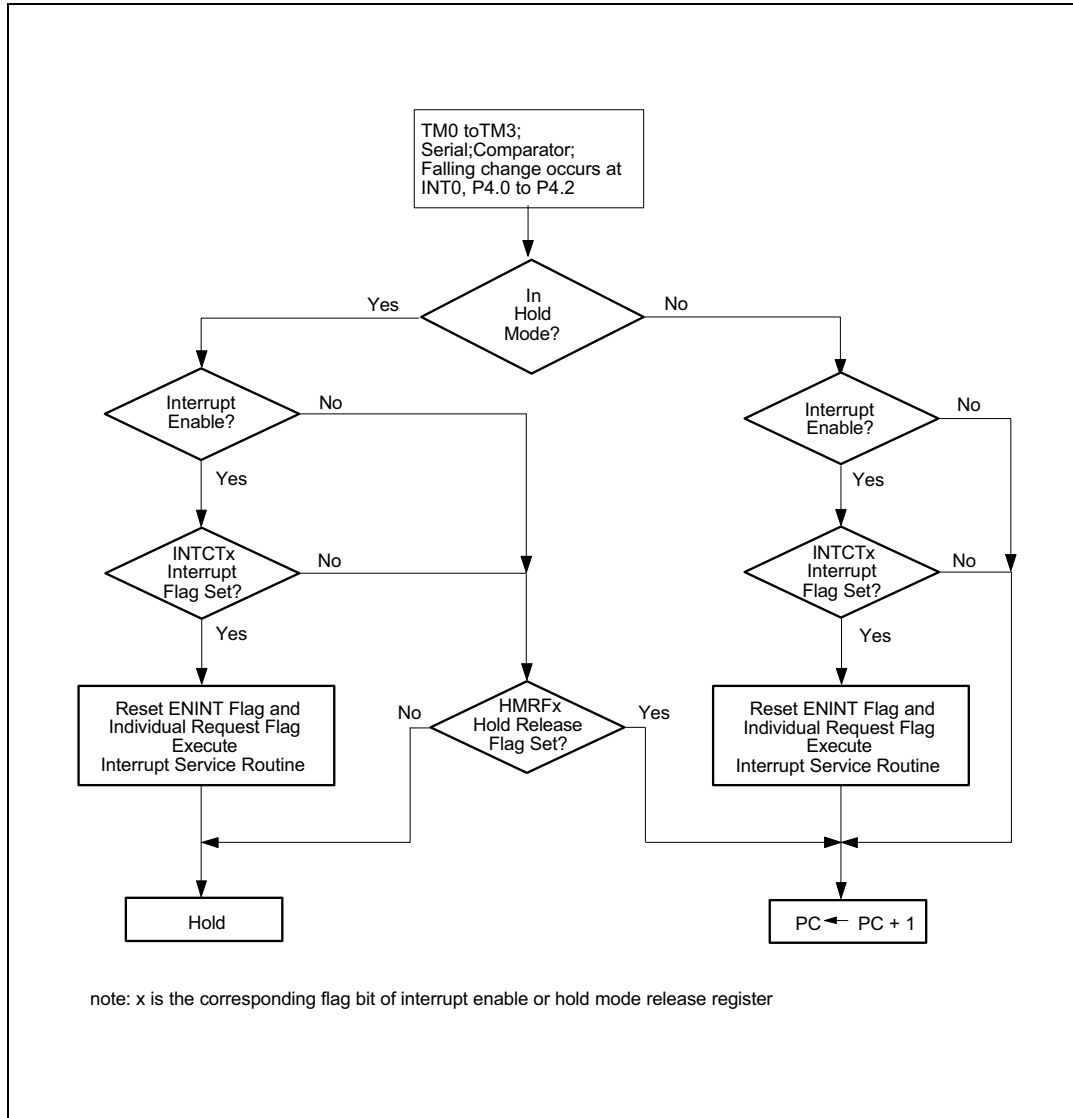 TM0 toTM3;
Serial;Comparator;
Falling change occurs at
INT0, P4.0 to P4.2
In
Hold
Mode?
Yes
No
Interrupt
Enable?
No
Yes
Interrupt
Enable?
No
Yes
INTCTx
Interrupt
Flag Set?
No
Yes
INTCTx
Interrupt
Flag Set?
No
Yes
Reset ENINT Flag and
Individual Request Flag
Execute
Interrupt Service Routine
No
HMRFx
Hold Release
Flag Set?
Yes
Reset ENINT Flag and
Individual Request Flag
Execute
Interrupt Service Routine
Hold
PC ← PC + 1
note: x is the corresponding flag bit of interrupt enable or hold mode release register